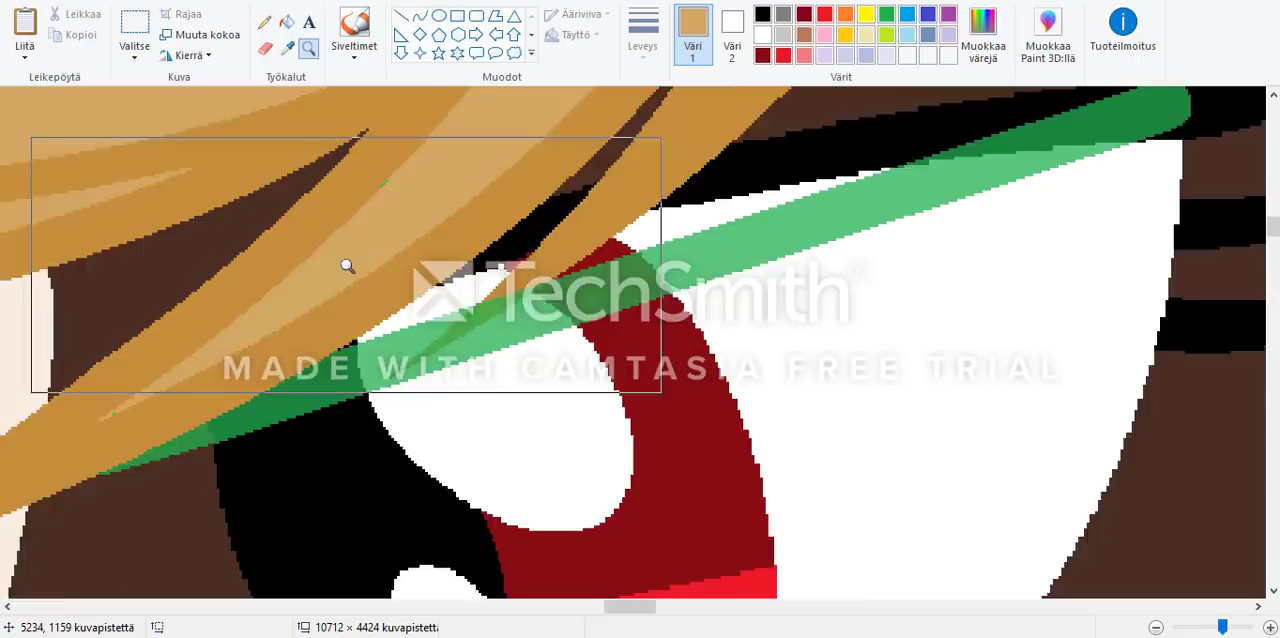 Liitä
Leikkaa
Kopioi
Leikepöytä
Valitse
Rajaa
Muuta kokoa
Kierrä
Kuva
A
Työkalut
Siveltimet
Ääriviiva
Täyttö
Muodot
Leveys
Väri
1
Väri
2
Muokkaa
värejä
Värit
Muokkaa
Paint 3D:llä
Tuoteilmoitus
TechSmith®
MADE WITH CAMTASIA FREE TRIAL
5234, 1159 kuvapistettä
10712 × 4424 kuvapistettä